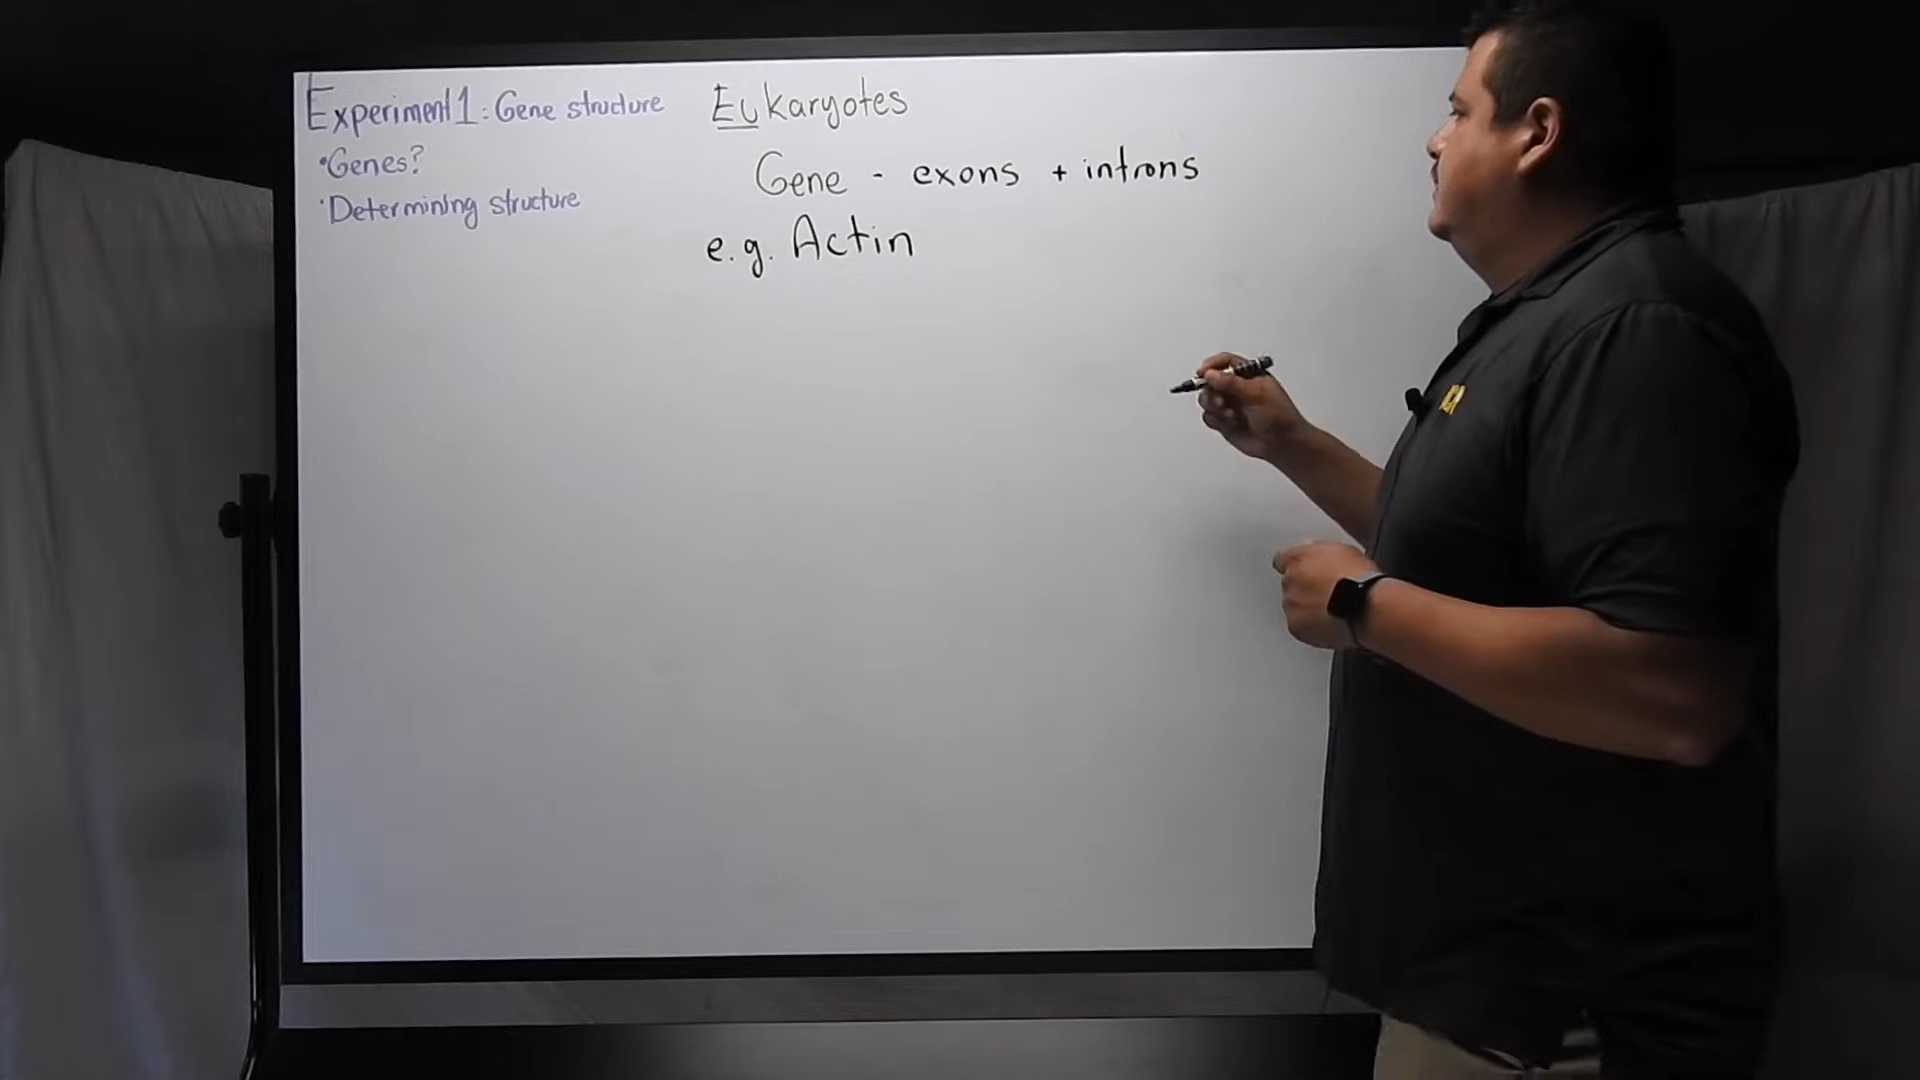 Experiment 1: Gene structure
•Genes?
•Determining structure
Eukaryotes
Gene - exons + introns
e.g. Actin